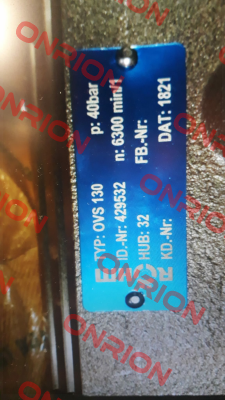 TYP: OVS 130
p: 40bar
ID.-Nr: 429532
n: 6300 min/1
HUB: 32
FB.-Nr:
KD.-Nr:
DAT: 1821
ONRION
ONRION
ONRION
ONRION
ONRION
ONRION
ONRION
ONRION